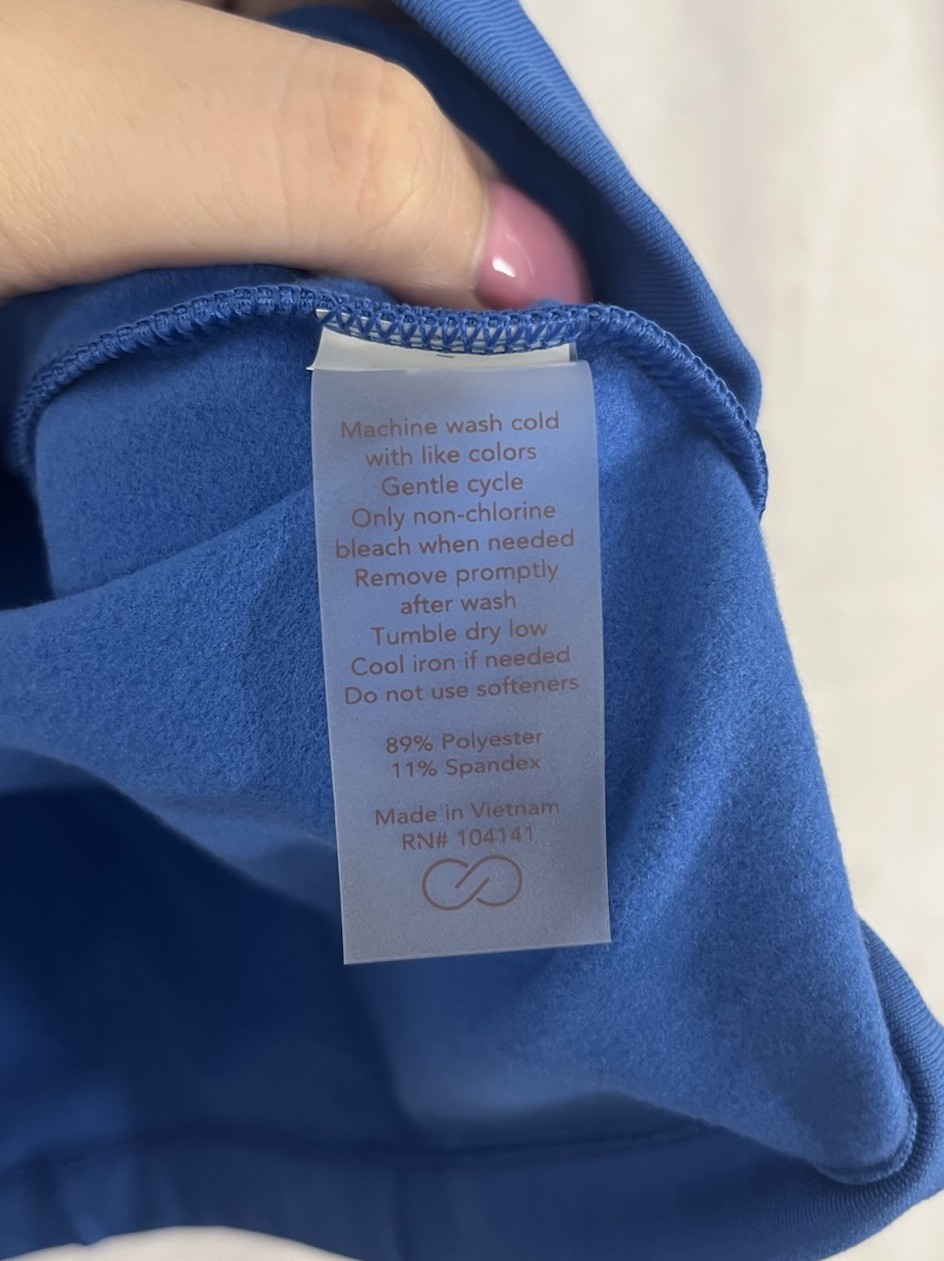 Machine wash cold
with like colors
Gentle cycle
Only non-chlorine
bleach when needed
Remove promptly
after wash
Tumble dry low
Cool iron if needed
Do not use softeners
89% Polyester
11% Spandex
Made in Vietnam
RN# 104141